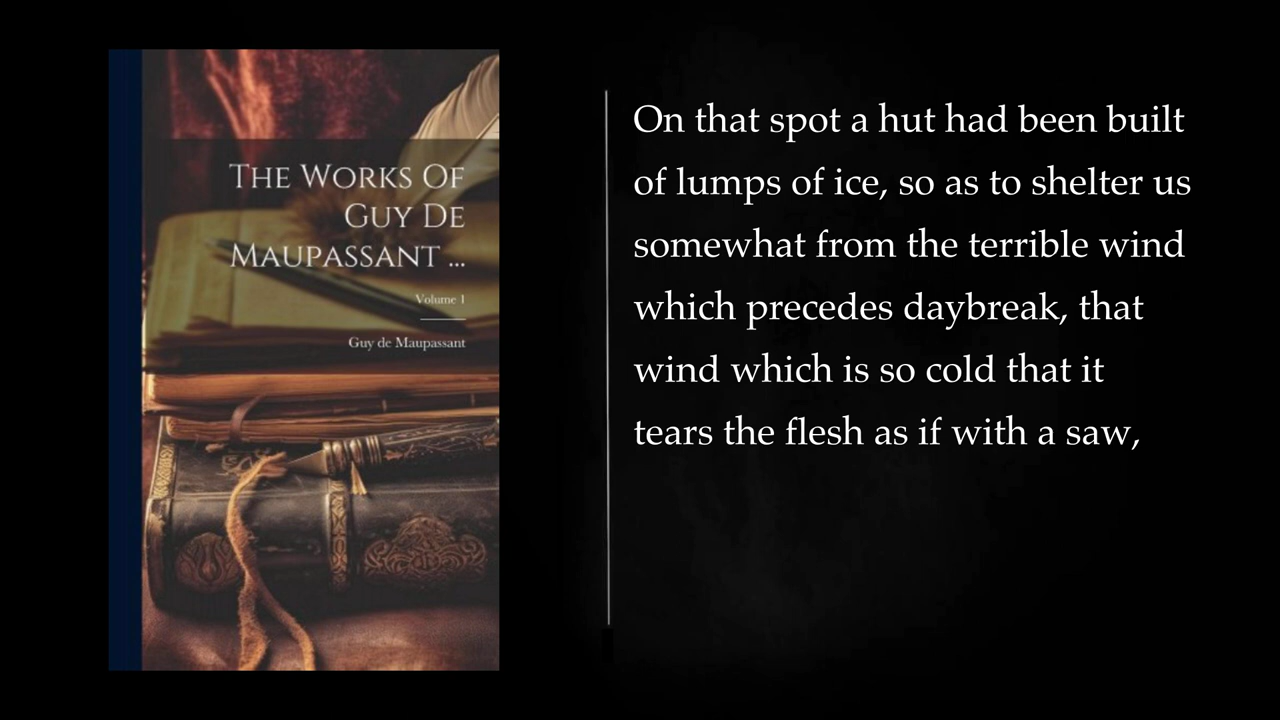 THE WORKS OF
GUY DE
MAUPASSANT ...
Volume 1
Guy de Maupassant
On that spot a hut had been built
of lumps of ice, so as to shelter us
somewhat from the terrible wind
which precedes daybreak, that
wind which is so cold that it
tears the flesh as if with a saw,